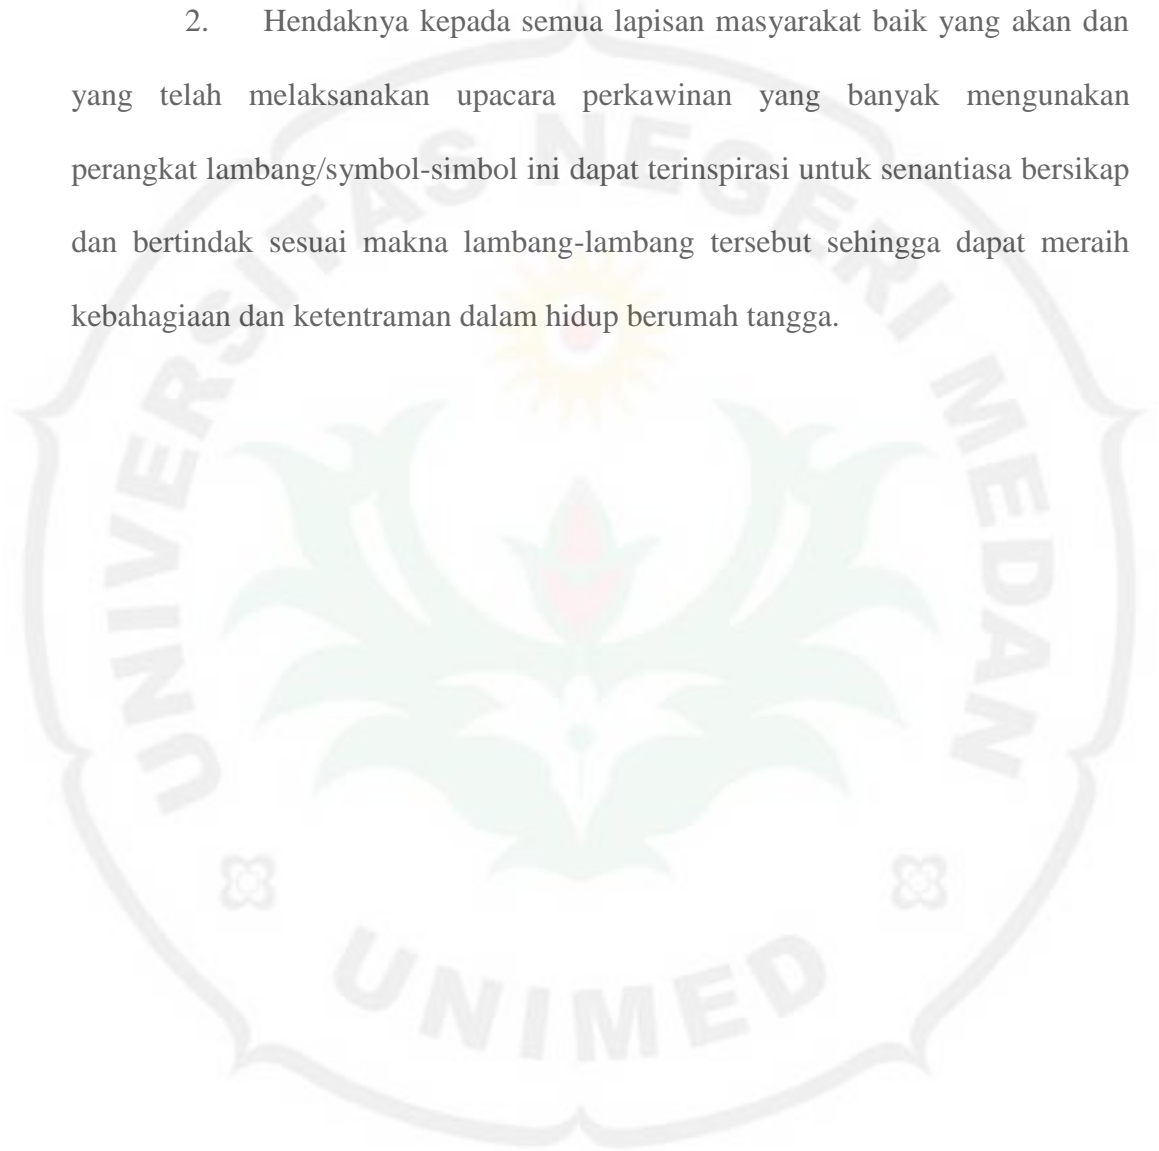 2. Hendaknya kepada semua lapisan masyarakat baik yang akan dan
yang telah melaksanakan upacara perkawinan yang banyak mengunakan
perangkat lambang/symbol-simbol ini dapat terinspirasi untuk senantiasa bersikap
dan bertindak sesuai makna lambang-lambang tersebut sehingga dapat meraih
kebahagiaan dan ketentraman dalam hidup berumah tangga.
UNIVERSITAS NEGERI MEDAN
UNIMED